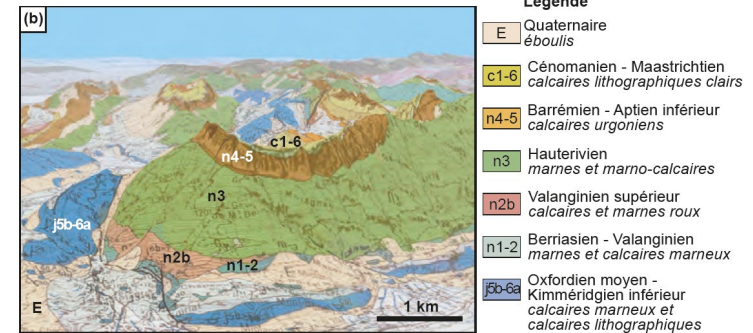 (b)
c1-6
n4-5
n3
j5b-6a
n2b
n1-2
E
1 km
Légende
E Quaternaire
éboulis
c1-6 Cénomanien - Maastrichtien
calcaires lithographiques clairs
n4-5 Barrémien - Aptien inférieur
calcaires urgoniens
n3 Hauterivien
marnes et marno-calcaires
n2b Valanginien supérieur
calcaires et marnes roux
n1-2 Berriasien - Valanginien
marnes et calcaires marneux
j5b-6a Oxfordien moyen -
Kimméridgien inférieur
calcaires marneux et
calcaires lithographiques